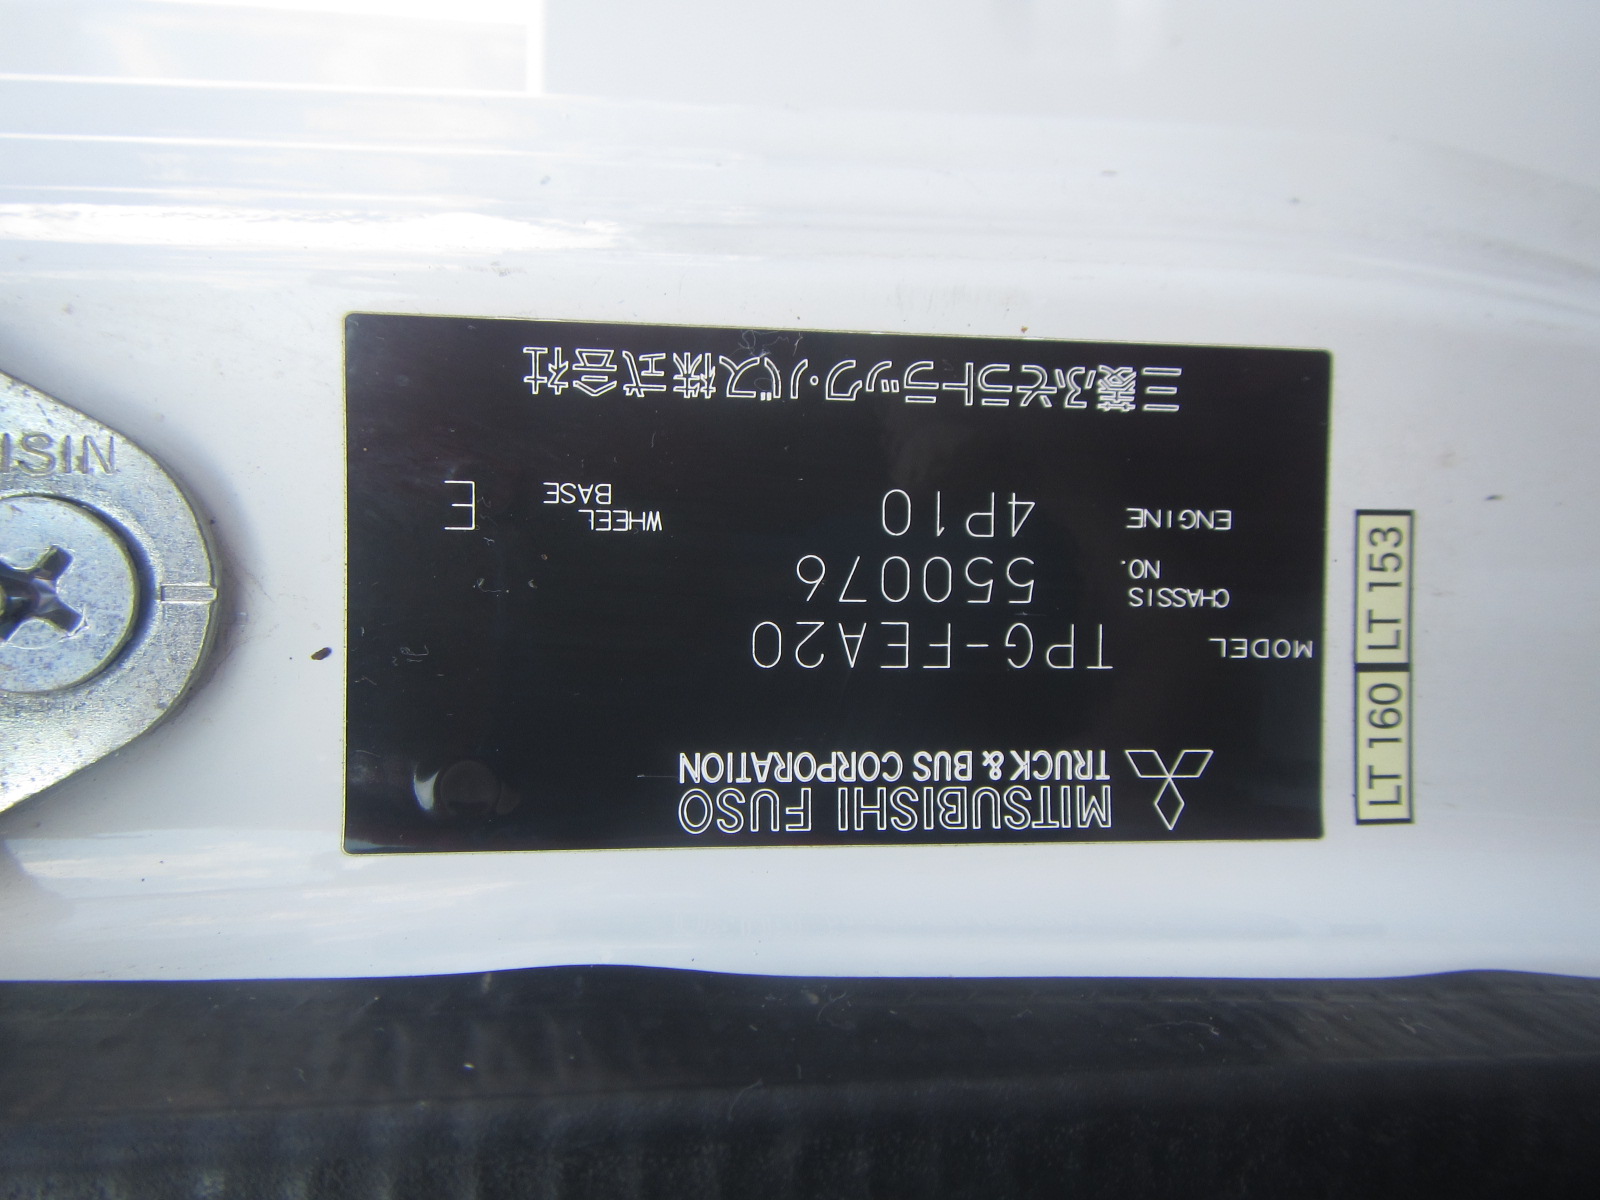 MITSUBISHI FUSO
TRUCK & BUS CORPORATION
MODEL TPG-FEA20
CHASSIS NO. 550076
ENGINE 4P10 WHEEL BASE E
三菱ふそうトラック・バス株式会社
LT 160 LT 153
NISI